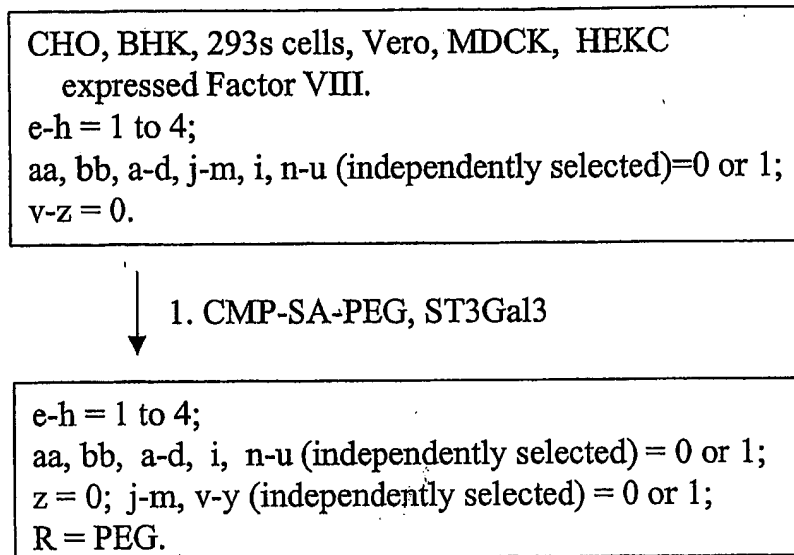 CHO, BHK, 293s cells, Vero, MDCK, HEKC
expressed Factor VIII.
e-h = 1 to 4;
aa, bb, a-d, j-m, i, n-u (independently selected)=0 or 1;
v-z = 0.
1. CMP-SA-PEG, ST3Gal3
e-h = 1 to 4;
aa, bb, a-d, i, n-u (independently selected) = 0 or 1;
z = 0; j-m, v-y (independently selected) = 0 or 1;
R = PEG.